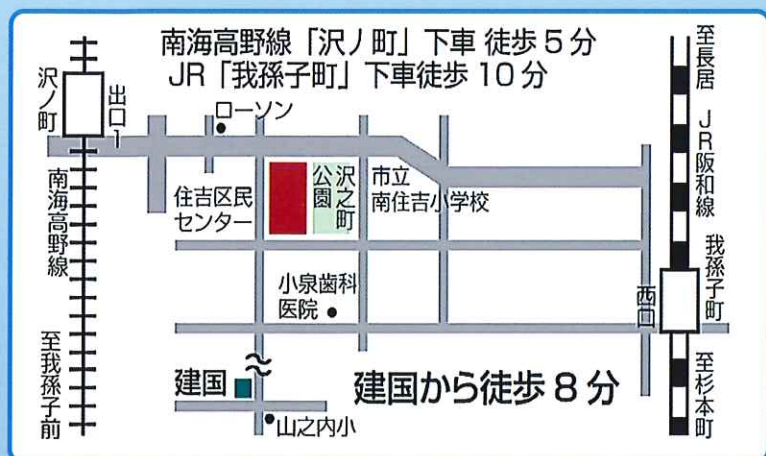 南海高野線「沢ノ町」下車 徒歩5分
JR「我孫子町」下車徒歩10分
沢ノ町
出口1
南海高野線
至我孫子前
ローソン
住吉区民
センター
沢之町
公園
市立
南住吉小学校
小泉歯科
医院
建国
建国から徒歩8分
山之内小
至長居
JR阪和線
我孫子町
西口
至杉本町